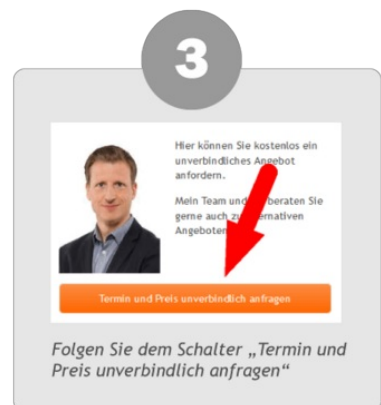 3
Hier können Sie kostenlos ein
unverbindliches Angebot
anfordern.
Mein Team und beraten Sie
gerne auch zu
Angeboten
Termin und Preis unverbindlich anfragen
Folgen Sie dem Schalter „Termin und
Preis unverbindlich anfragen“